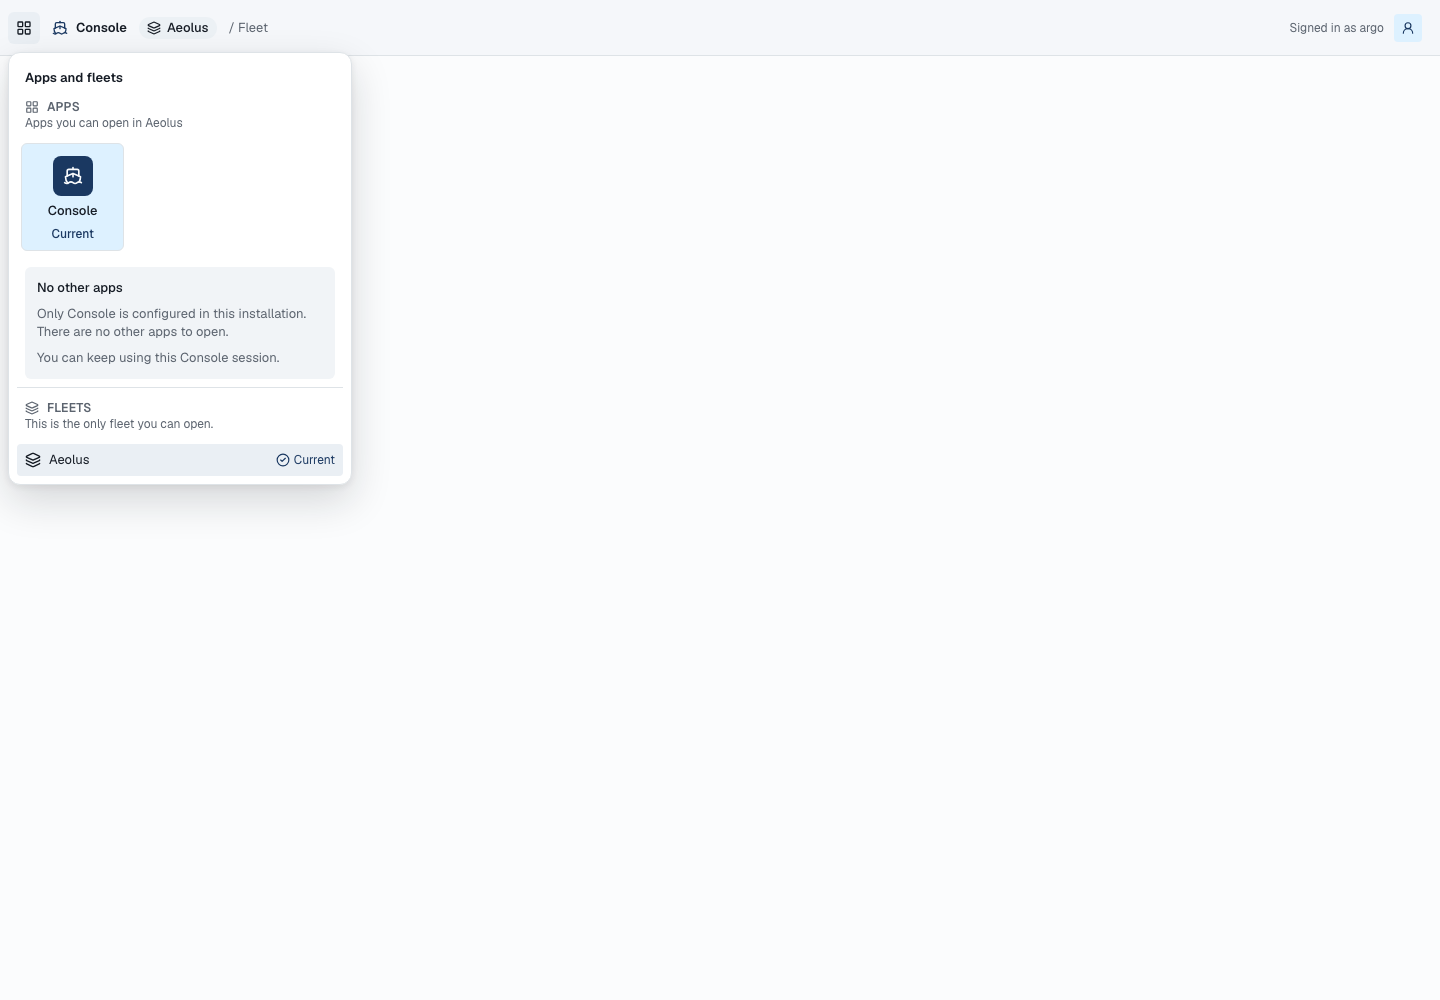 Console
Aeolus
/ Fleet
Signed in as argo
Apps and fleets
APPS
Apps you can open in Aeolus
Console
Current
No other apps
Only Console is configured in this installation.
There are no other apps to open.
You can keep using this Console session.
FLEETS
This is the only fleet you can open.
Aeolus
Current